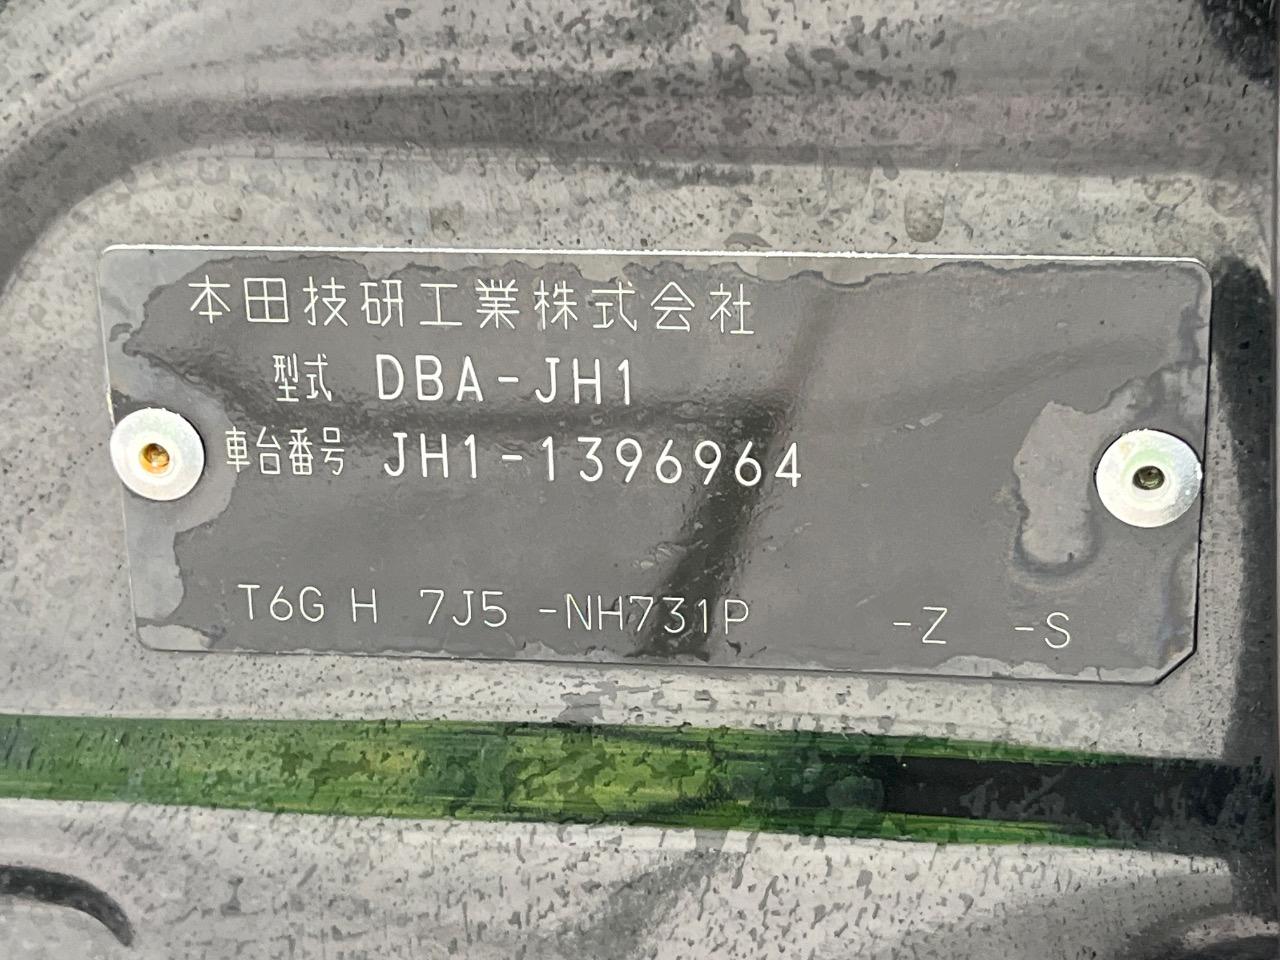 本田技研工業株式会社
型式 DBA-JH1
車台番号 JH1-1396964
T6G H 7J5 -NH731P -Z -S